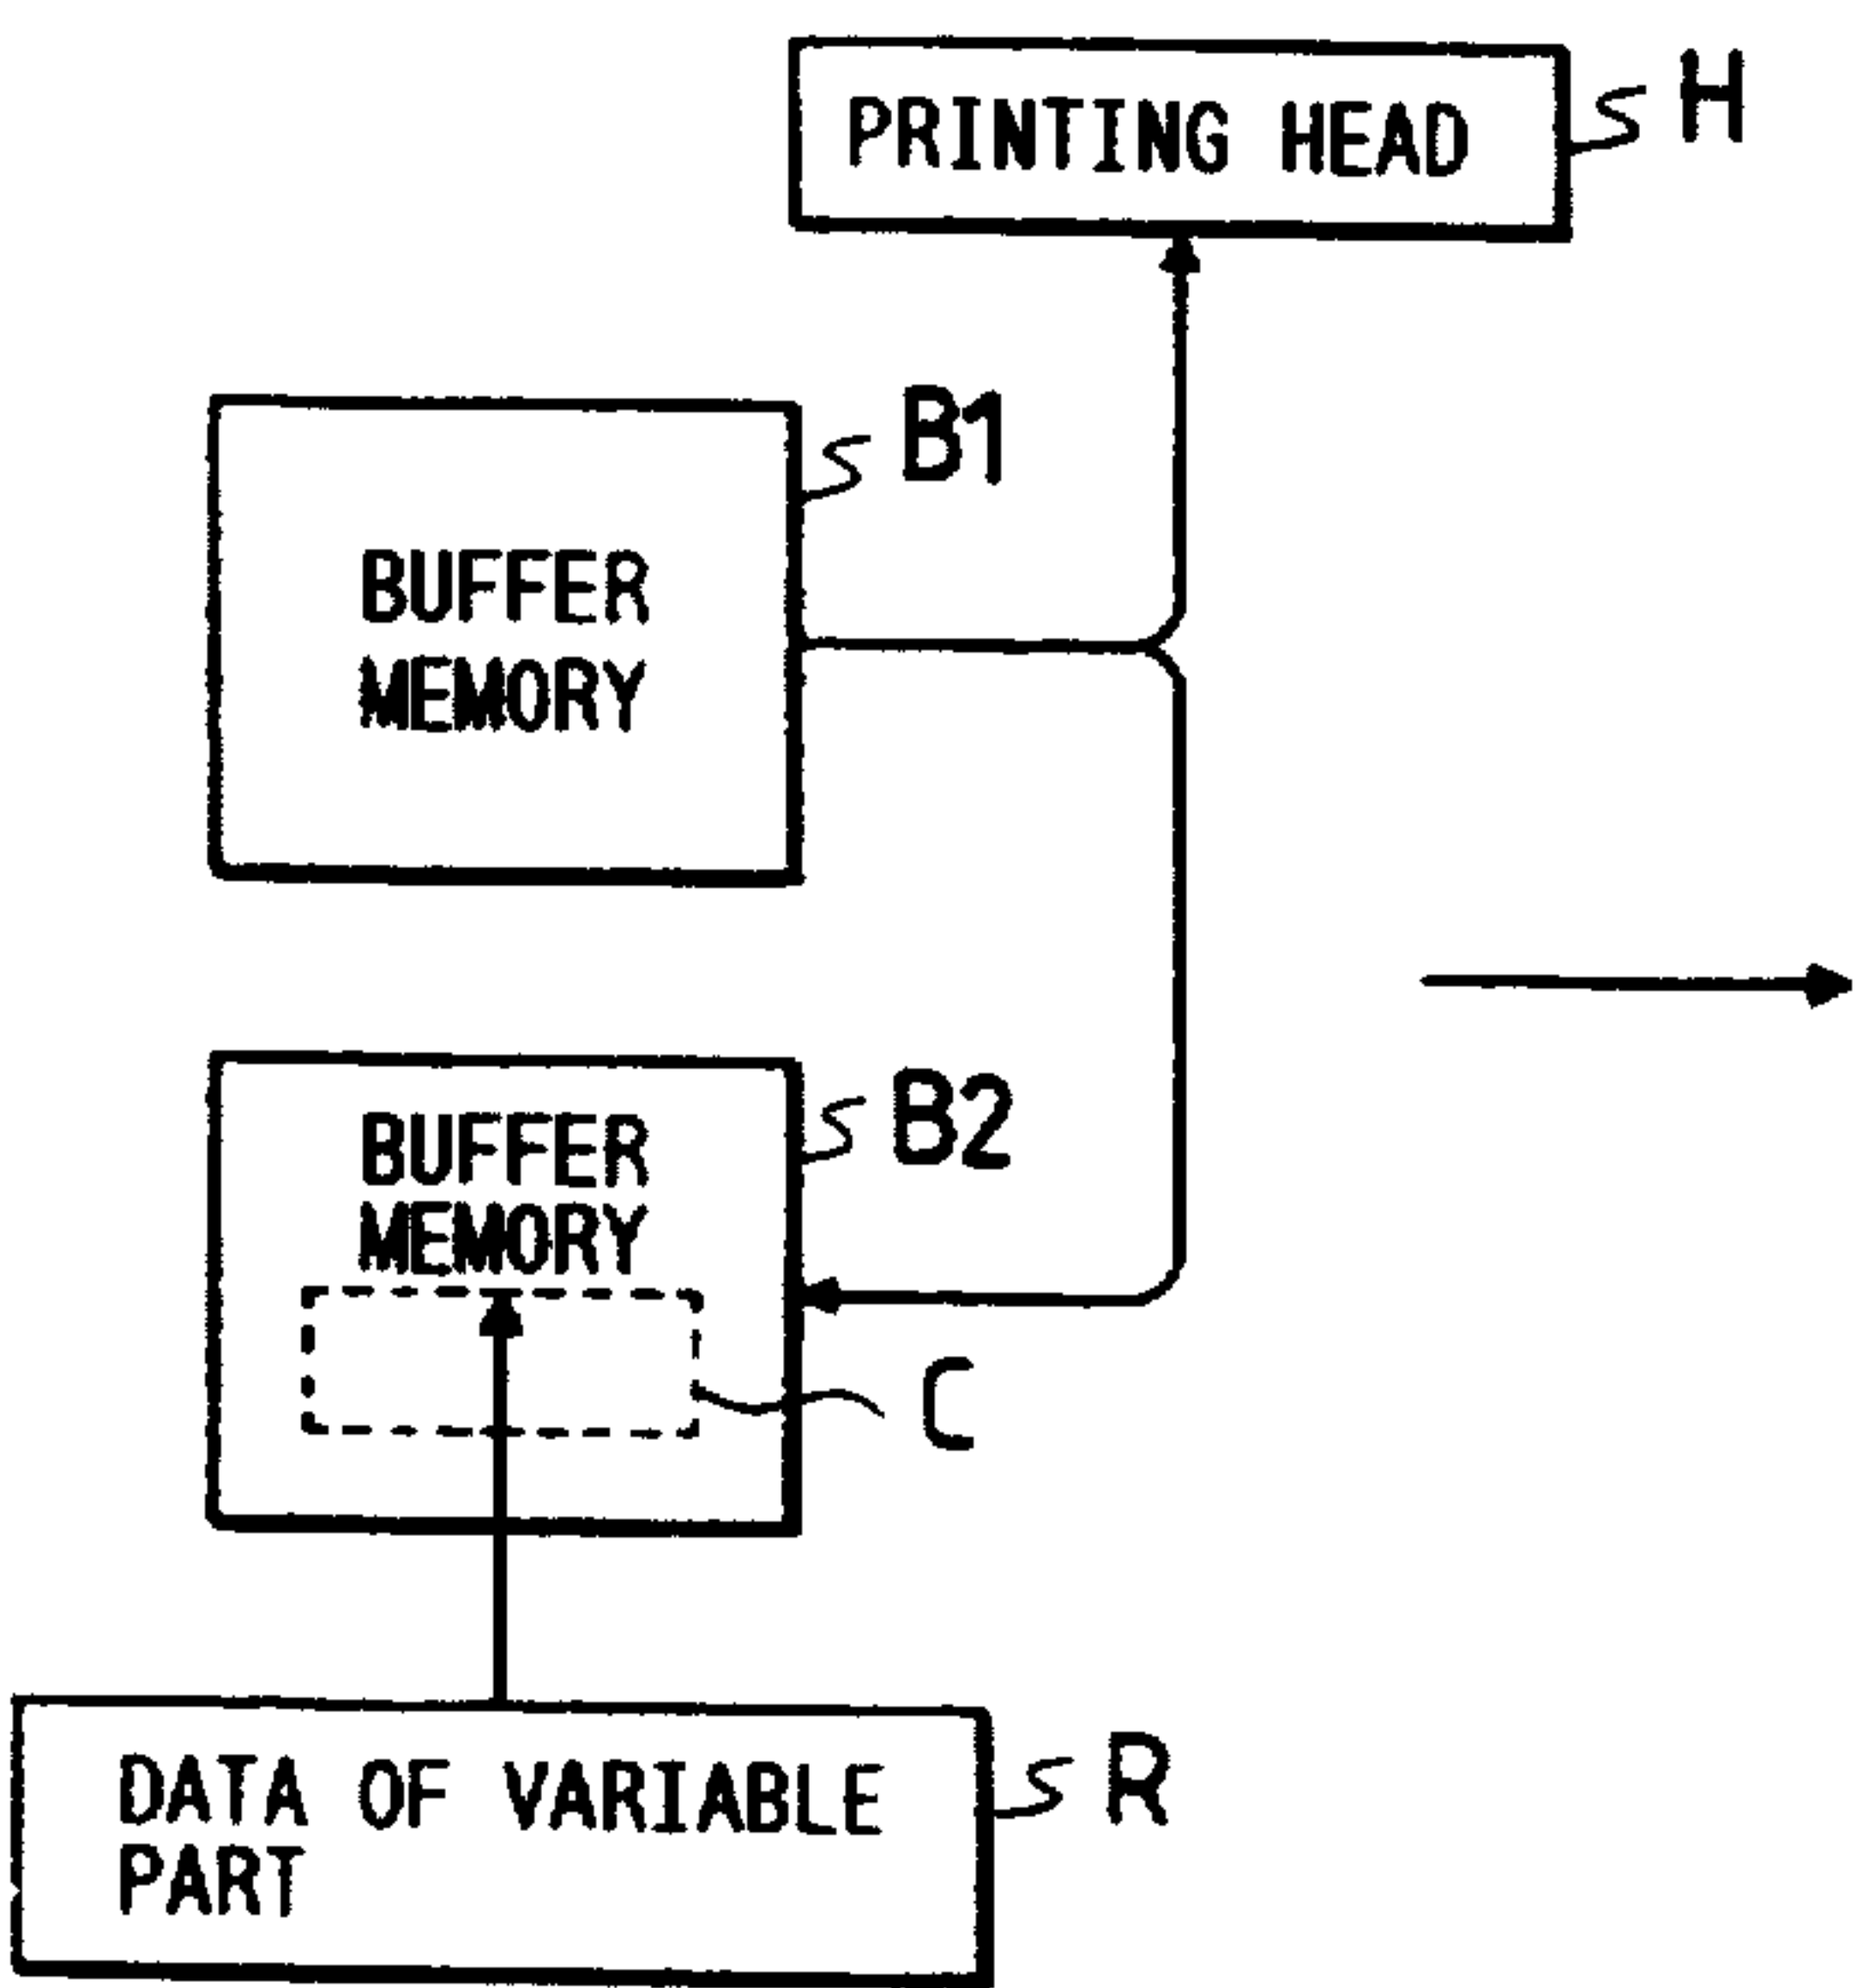 PRINTING HEAD
H
B1
BUFFER
MEMORY
B2
BUFFER
MEMORY
C
R
DATA OF VARIABLE
PART